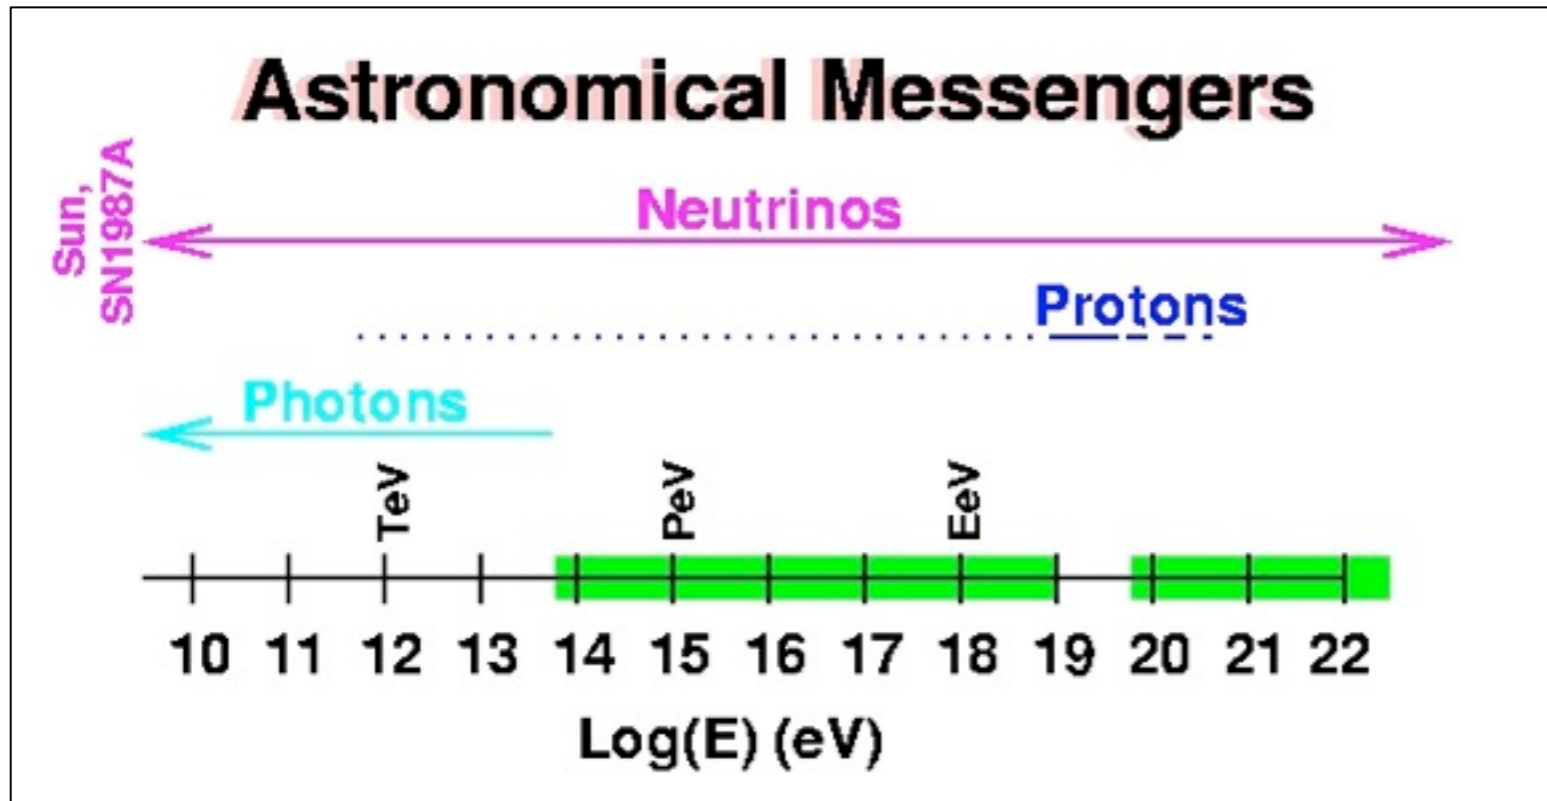 Astronomical Messengers
Sun,
SN1987A
Neutrinos
Protons
Photons
TeV PeV EeV
10 11 12 13 14 15 16 17 18 19 20 21 22
Log(E) (eV)